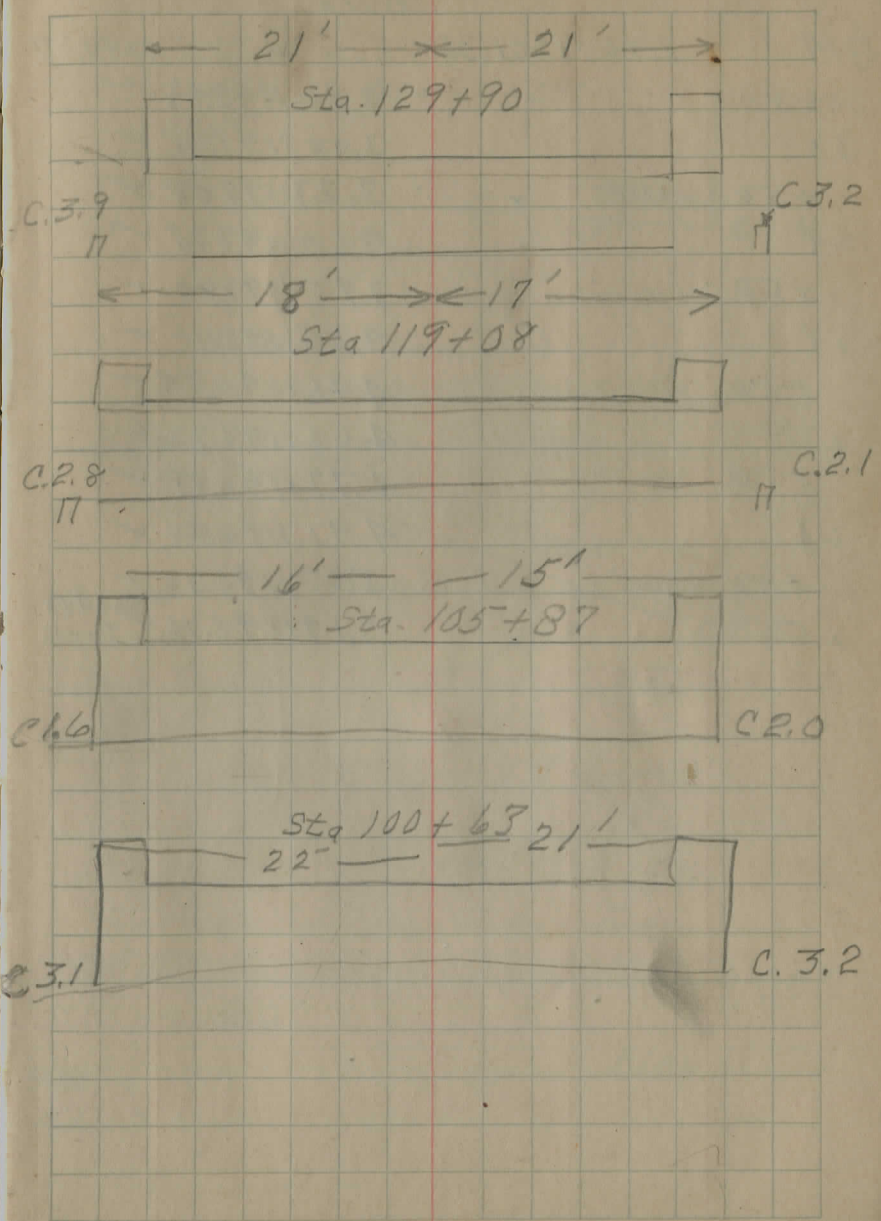 21' 21'
Sta. 129+90
C.3.9 C 3.2
18' 17'
Sta 119+08
C.2.8 C.2.1
16' 15'
Sta. 105+87
C 1.6 C 2.0
Sta 100+63
22' 21'
C 3.1 C. 3.2